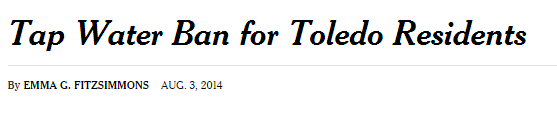 Tap Water Ban for Toledo Residents
By EMMA G. FITZSIMMONS AUG. 3, 2014